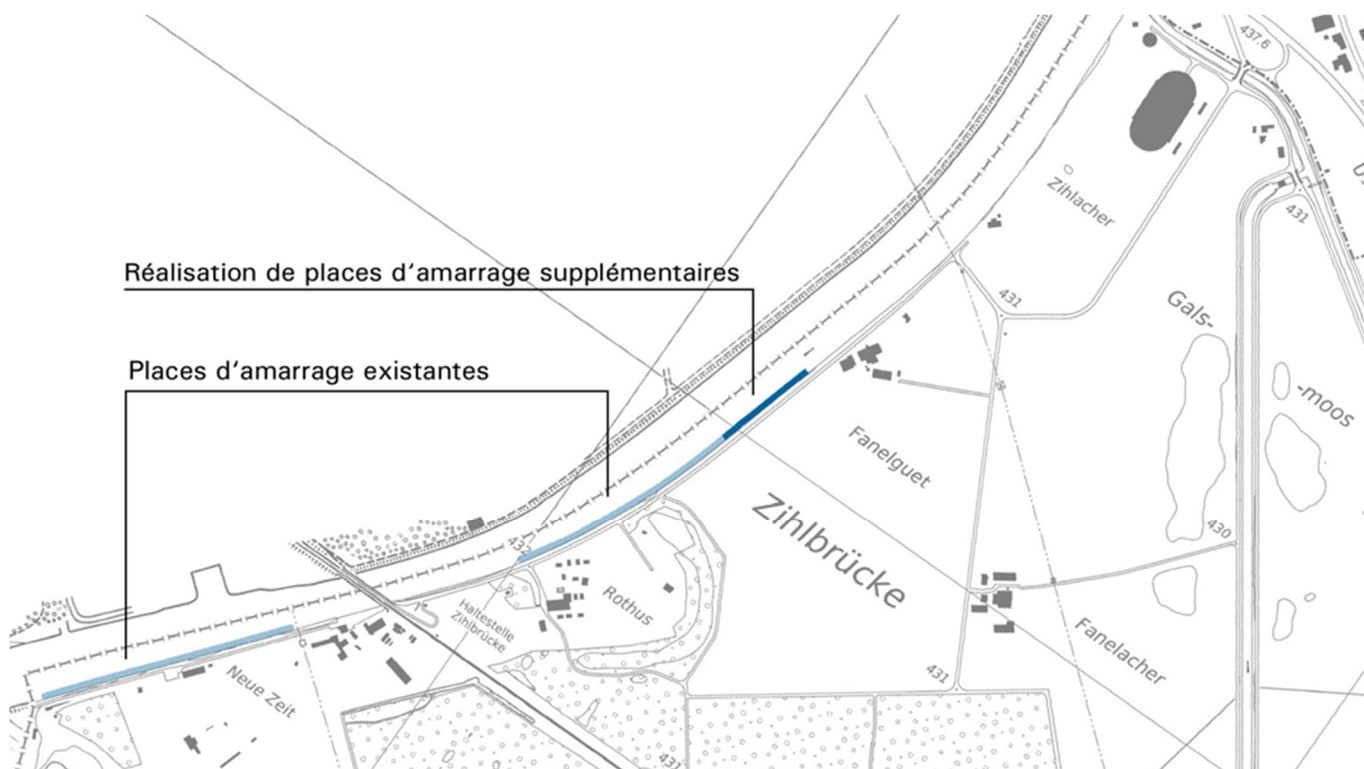 437.6
Zihlacher
431
Réalisation de places d'amarrage supplémentaires
431
Gals-
Places d'amarrage existantes
-moos
Fanelguet
Zihlbrücke
430
432
Rothus
Haltestelle
Zihlbrücke
Fanelacher
Neue Zeit
431
431